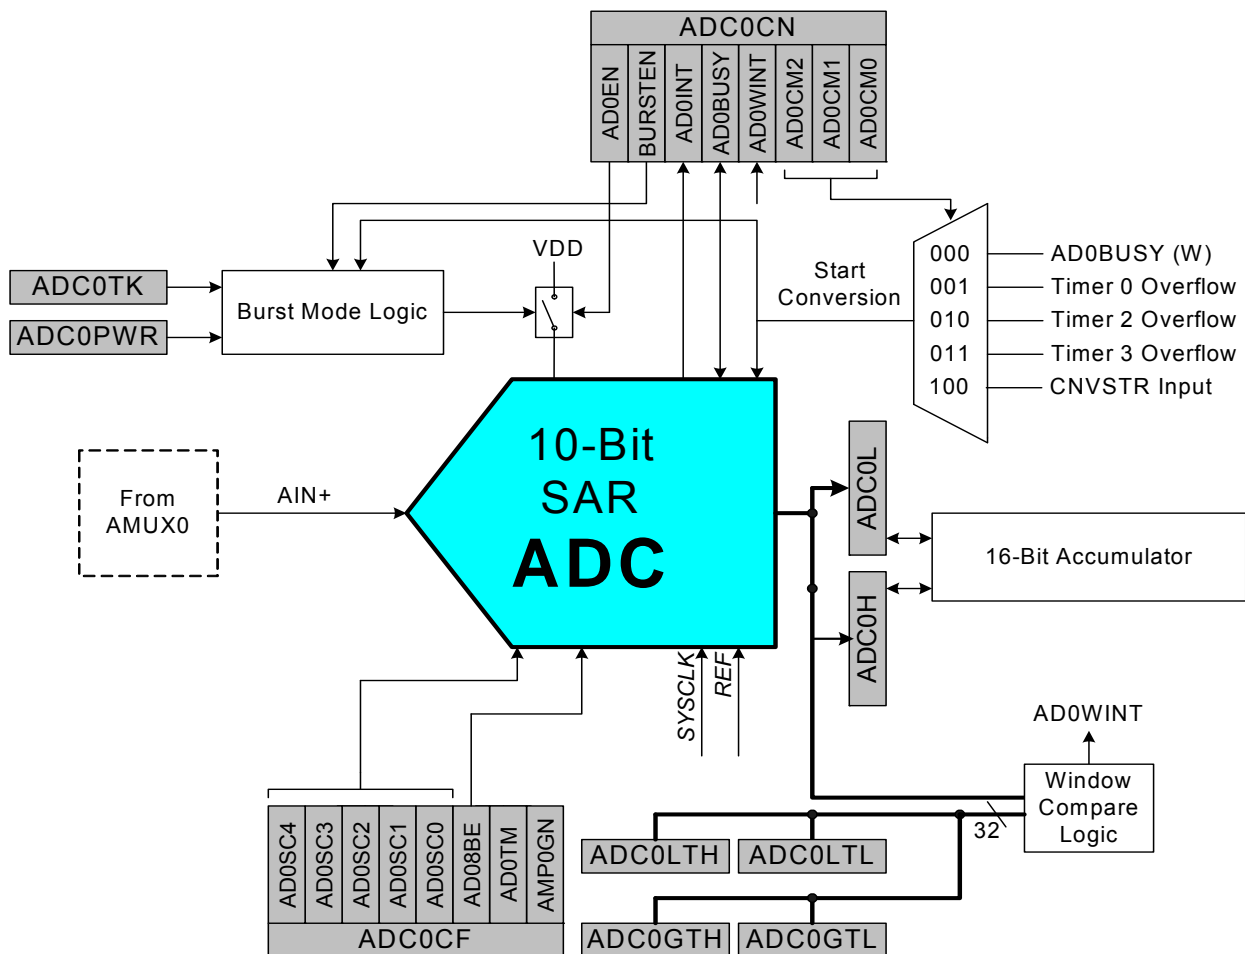 ADC0CN
AD0EN
BURSTEN
AD0INT
AD0BUSY
AD0WINT
AD0CM2
AD0CM1
AD0CM0
VDD
ADC0TK
ADC0PWR
Burst Mode Logic
Start
Conversion
000
001
010
011
100
AD0BUSY (W)
Timer 0 Overflow
Timer 2 Overflow
Timer 3 Overflow
CNVSTR Input
From
AMUX0
AIN+
10-Bit
SAR
ADC
ADC0L
ADC0H
16-Bit Accumulator
SYSCLK
REF
AD0WINT
Window
Compare
Logic
32
AD0SC4
AD0SC3
AD0SC2
AD0SC1
AD0SC0
AD08BE
AD0TM
AMP0GN
ADC0CF
ADC0LTH
ADC0LTL
ADC0GTH
ADC0GTL